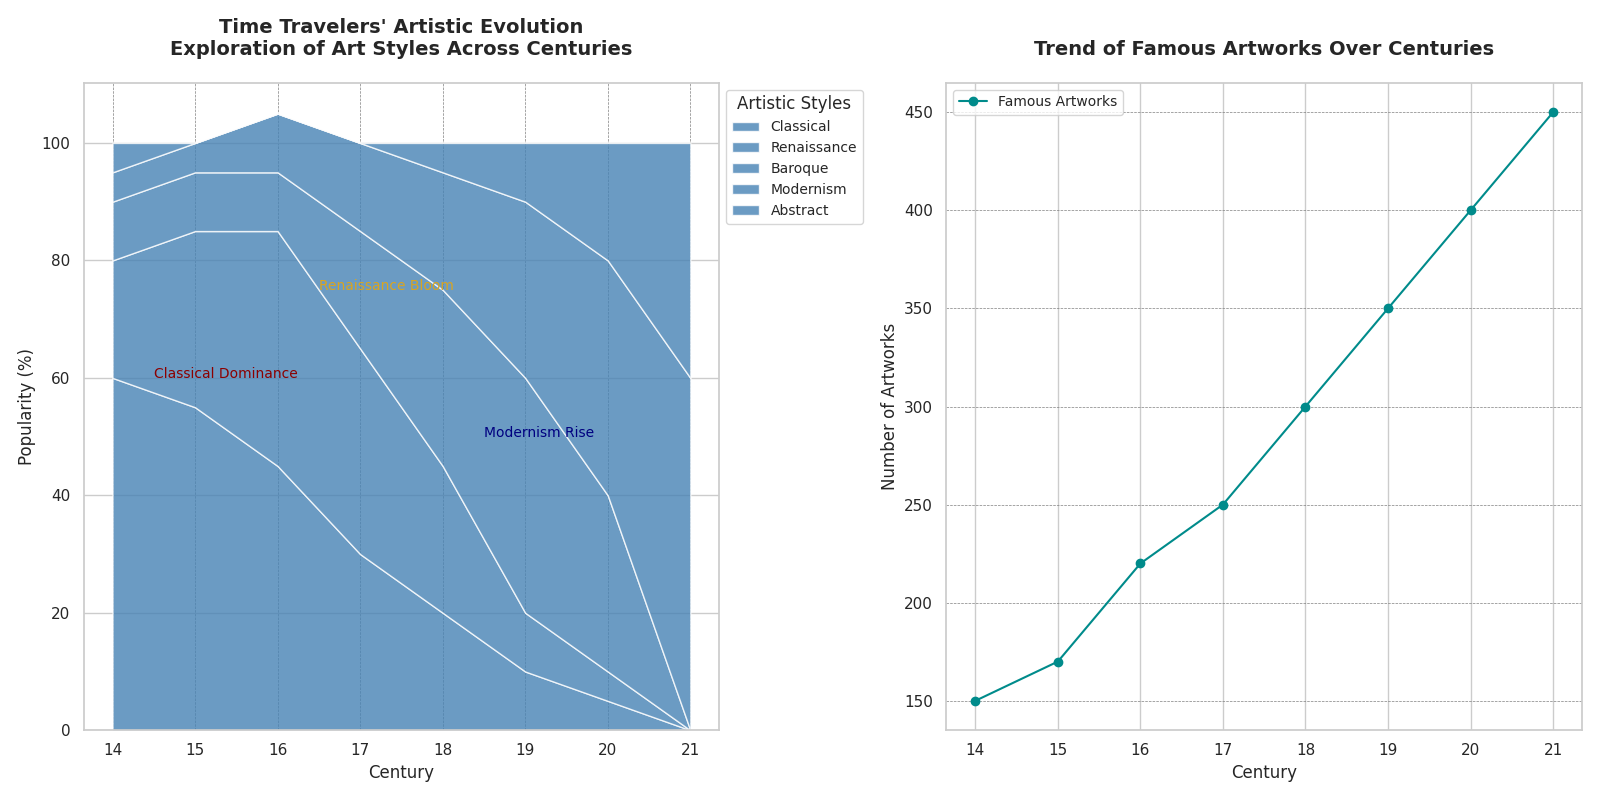 Time Travelers' Artistic Evolution
Exploration of Art Styles Across Centuries
Popularity (%)
100
80
60
40
20
0
14 15 16 17 18 19 20 21
Century
Renaissance Bloom
Classical Dominance
Modernism Rise
Artistic Styles
Classical
Renaissance
Baroque
Modernism
Abstract
Trend of Famous Artworks Over Centuries
Famous Artworks
Number of Artworks
450
400
350
300
250
200
150
14 15 16 17 18 19 20 21
Century